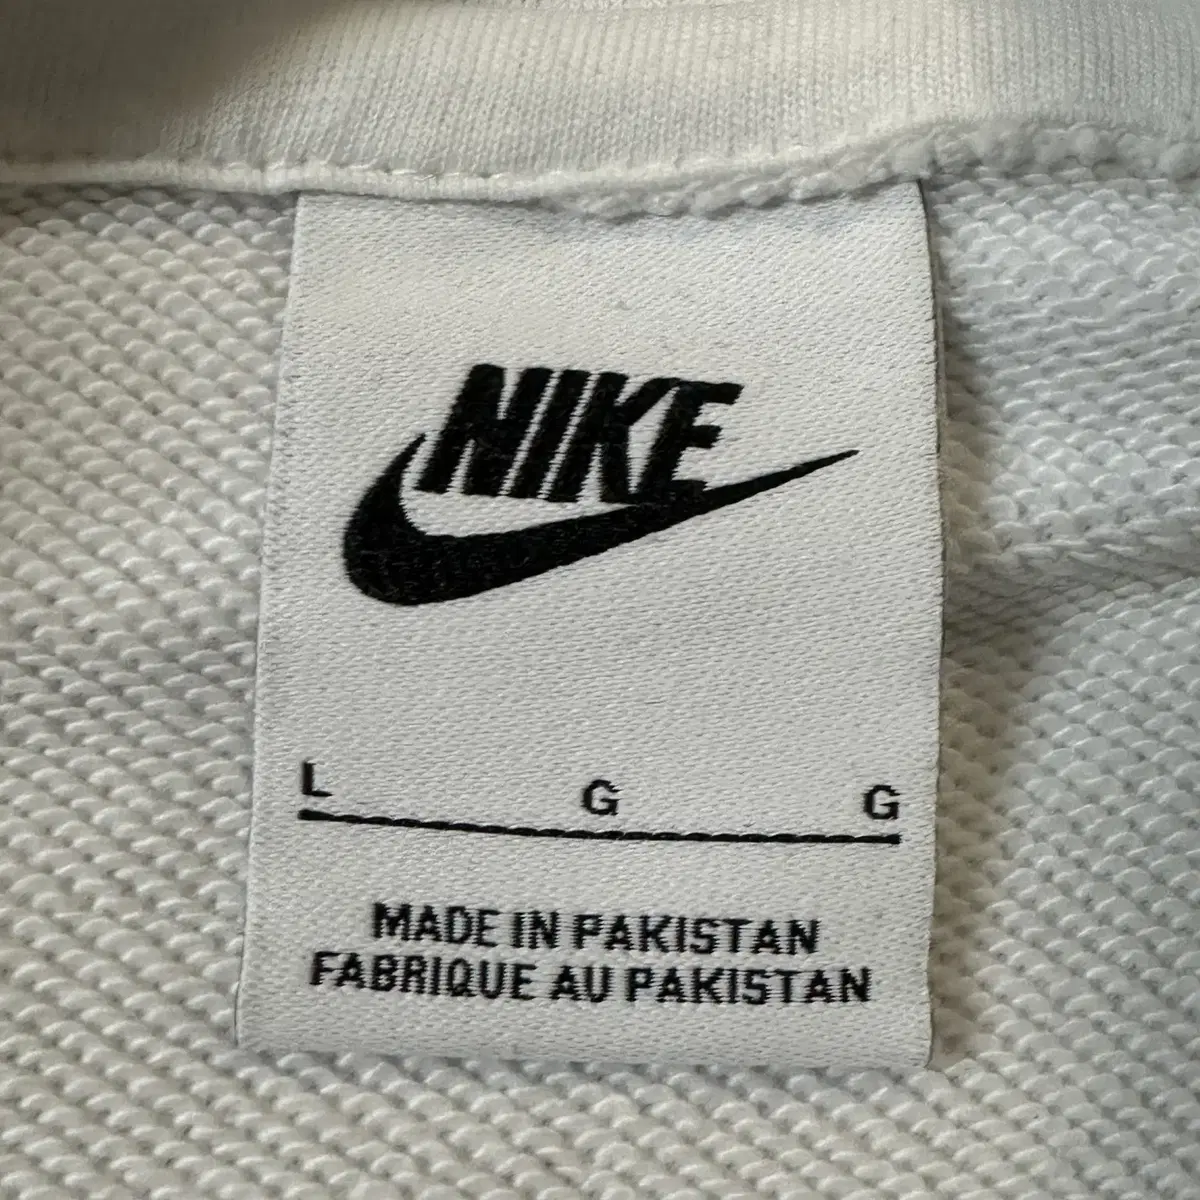 NIKE
L G G
MADE IN PAKISTAN
FABRIQUE AU PAKISTAN